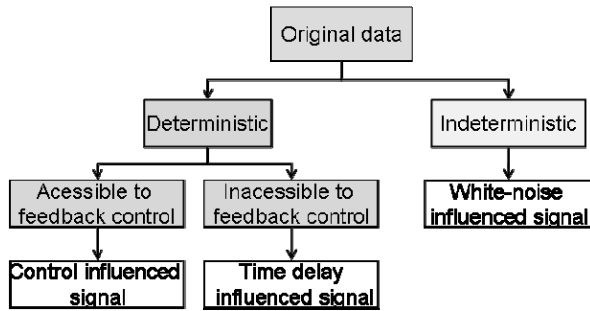 Original data
Deterministic
Indeterministic
Acessible to
feedback control
Inacessible to
feedback control
White-noise
influenced signal
Control influenced
signal
Time delay
influenced signal